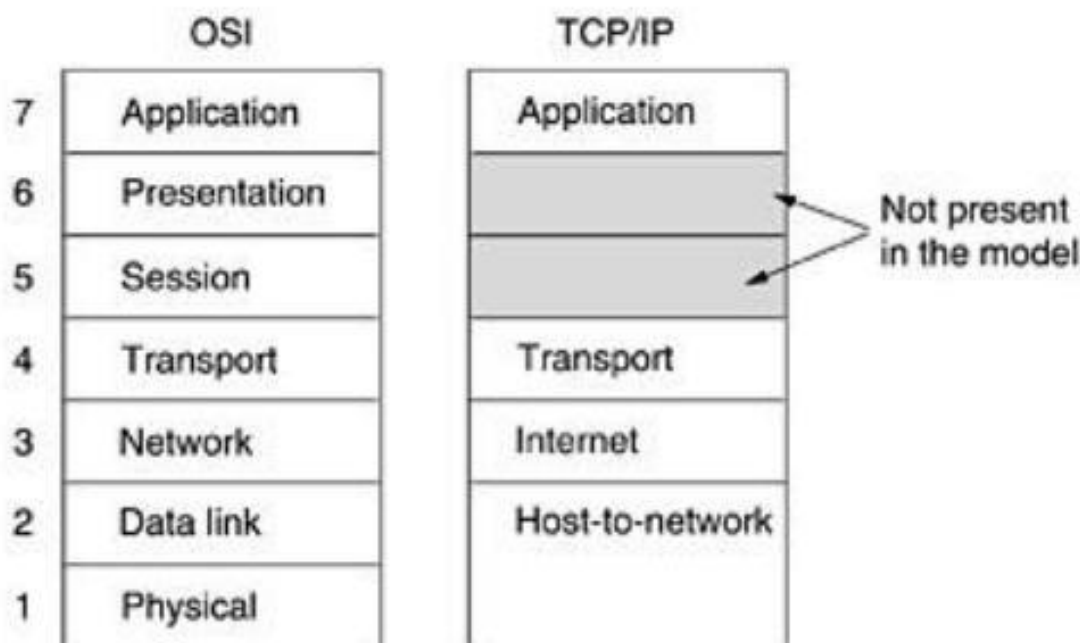 OSI TCP/IP
7 Application Application
6 Presentation
Not present
in the model
5 Session
4 Transport Transport
3 Network Internet
2 Data link Host-to-network
1 Physical